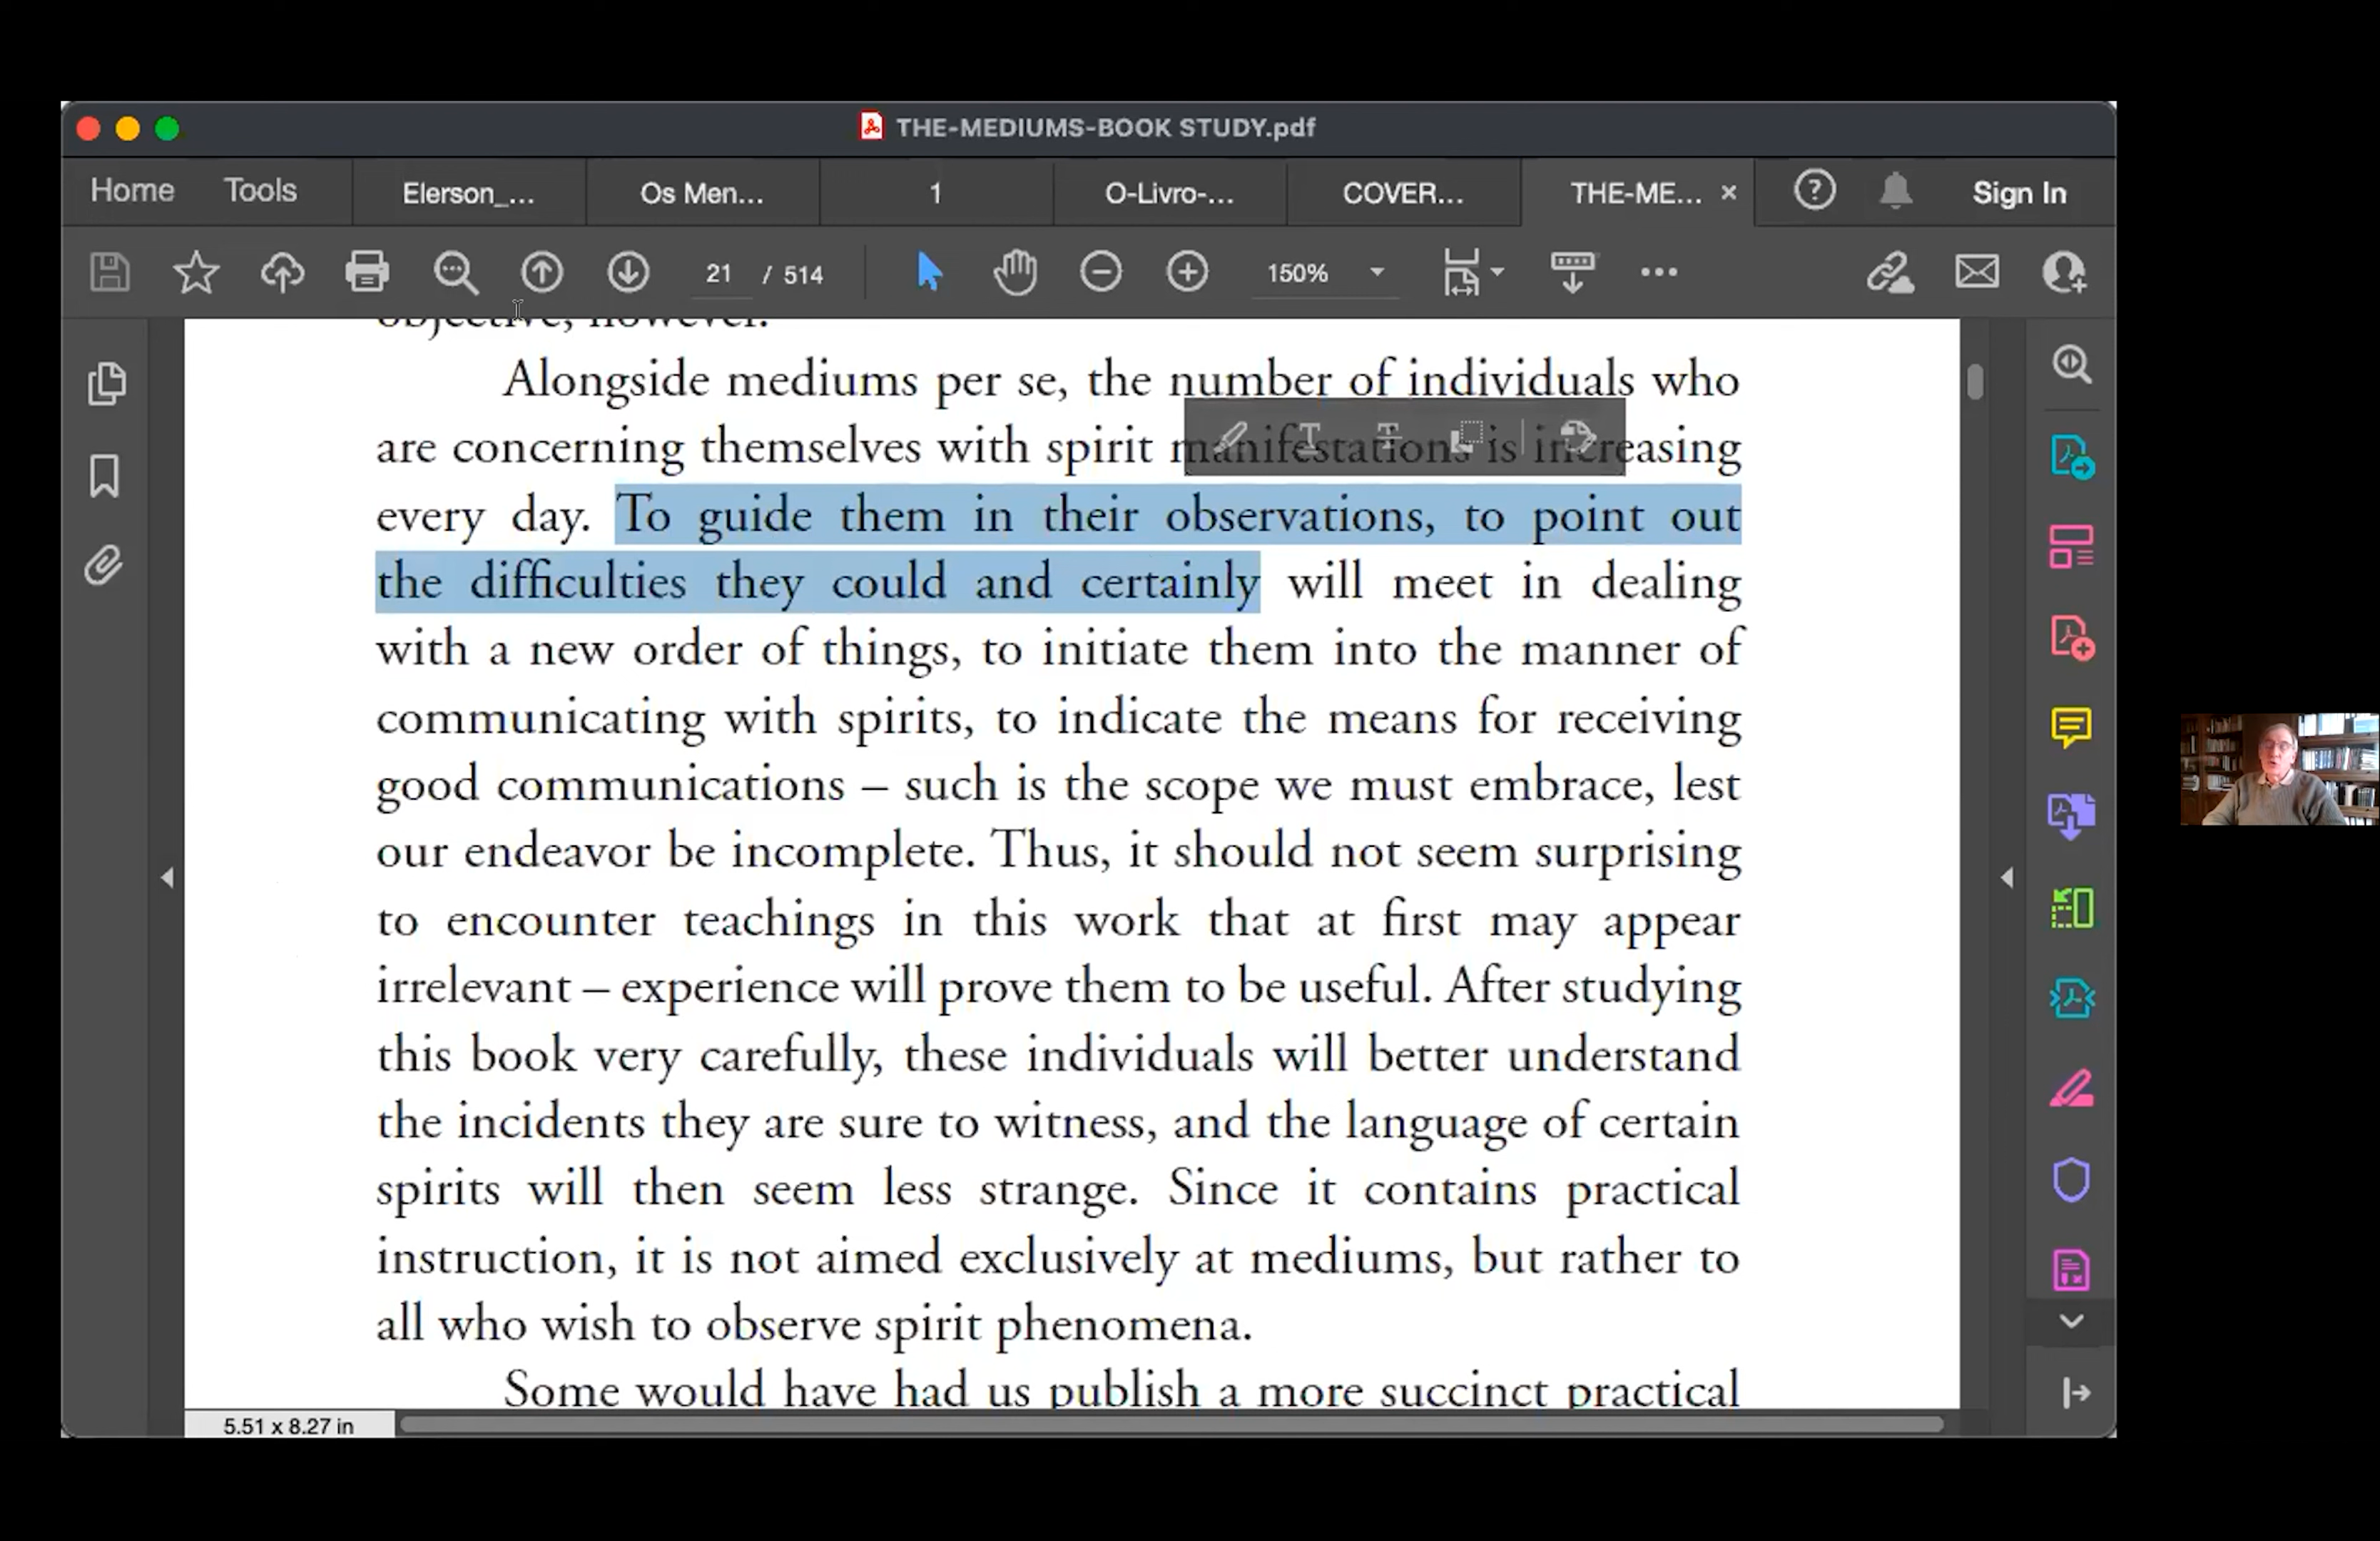 THE-MEDIUMS-BOOK STUDY.pdf
Home Tools Elerson_... Os Men... 1 O-Livro-... COVER... THE-ME... × Sign In
21 / 514 150%
objective, however.
Alongside mediums per se, the number of individuals who
are concerning themselves with spirit manifestations is increasing
every day. To guide them in their observations, to point out
the difficulties they could and certainly will meet in dealing
with a new order of things, to initiate them into the manner of
communicating with spirits, to indicate the means for receiving
good communications – such is the scope we must embrace, lest
our endeavor be incomplete. Thus, it should not seem surprising
to encounter teachings in this work that at first may appear
irrelevant – experience will prove them to be useful. After studying
this book very carefully, these individuals will better understand
the incidents they are sure to witness, and the language of certain
spirits will then seem less strange. Since it contains practical
instruction, it is not aimed exclusively at mediums, but rather to
all who wish to observe spirit phenomena.
Some would have had us publish a more succinct practical
5.51 x 8.27 in